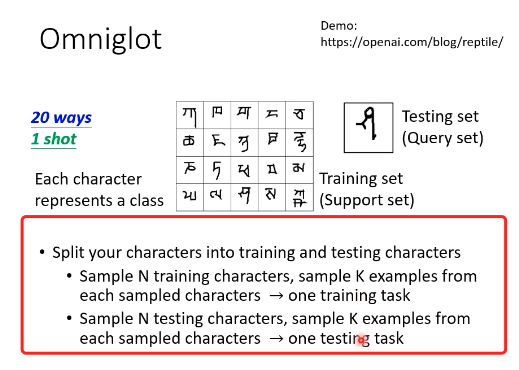 Omniglot
Demo:
https://openai.com/blog/reptile/
20 ways
1 shot
Each character
represents a class
Testing set
(Query set)
Training set
(Support set)
• Split your characters into training and testing characters
• Sample N training characters, sample K examples from
each sampled characters → one training task
• Sample N testing characters, sample K examples from
each sampled characters → one testing task